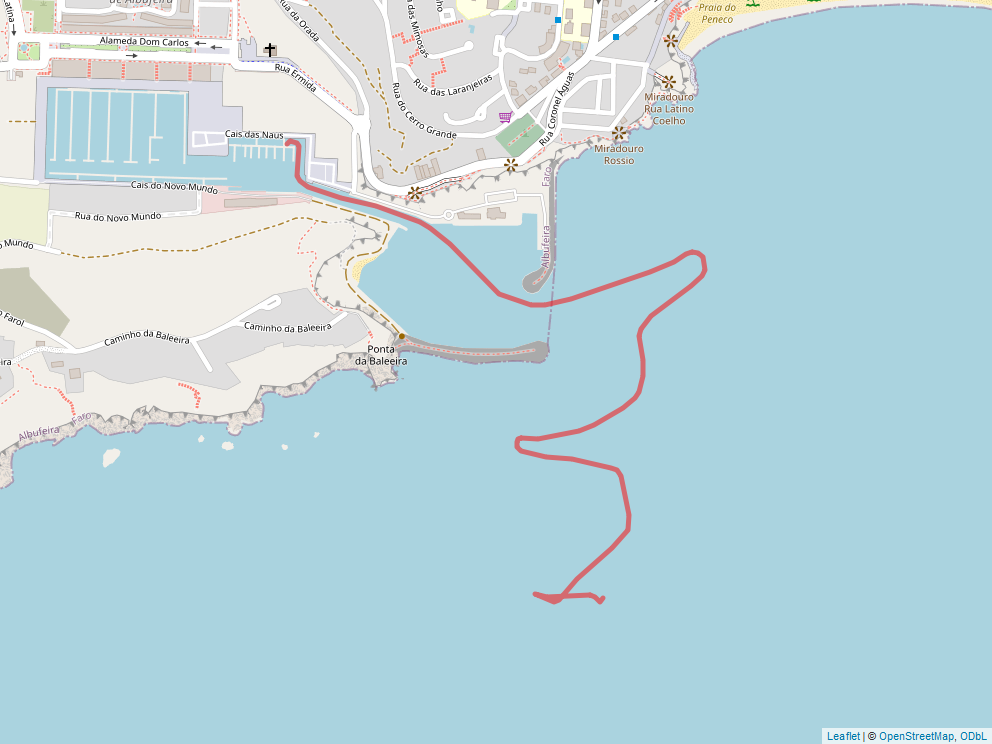 de Albufeira
Alameda Dom Carlos
Rua da Orada
Rua Ermida
Rua das Laranjeiras
Rua do Cerro Grande
Rua Coronel Águas
Praia do
Peneco
Miradouro
Rua Latino
Coelho
Miradouro
Rossio
Cais das Naus
Cais do Novo Mundo
Rua do Novo Mundo
Mundo
Albufeira
Faro
Farol
Caminho da Baleeira
Caminho da Baleeira
Ponta
da Baleeira
Albufeira
Faro
Leaflet | © OpenStreetMap, ODbL